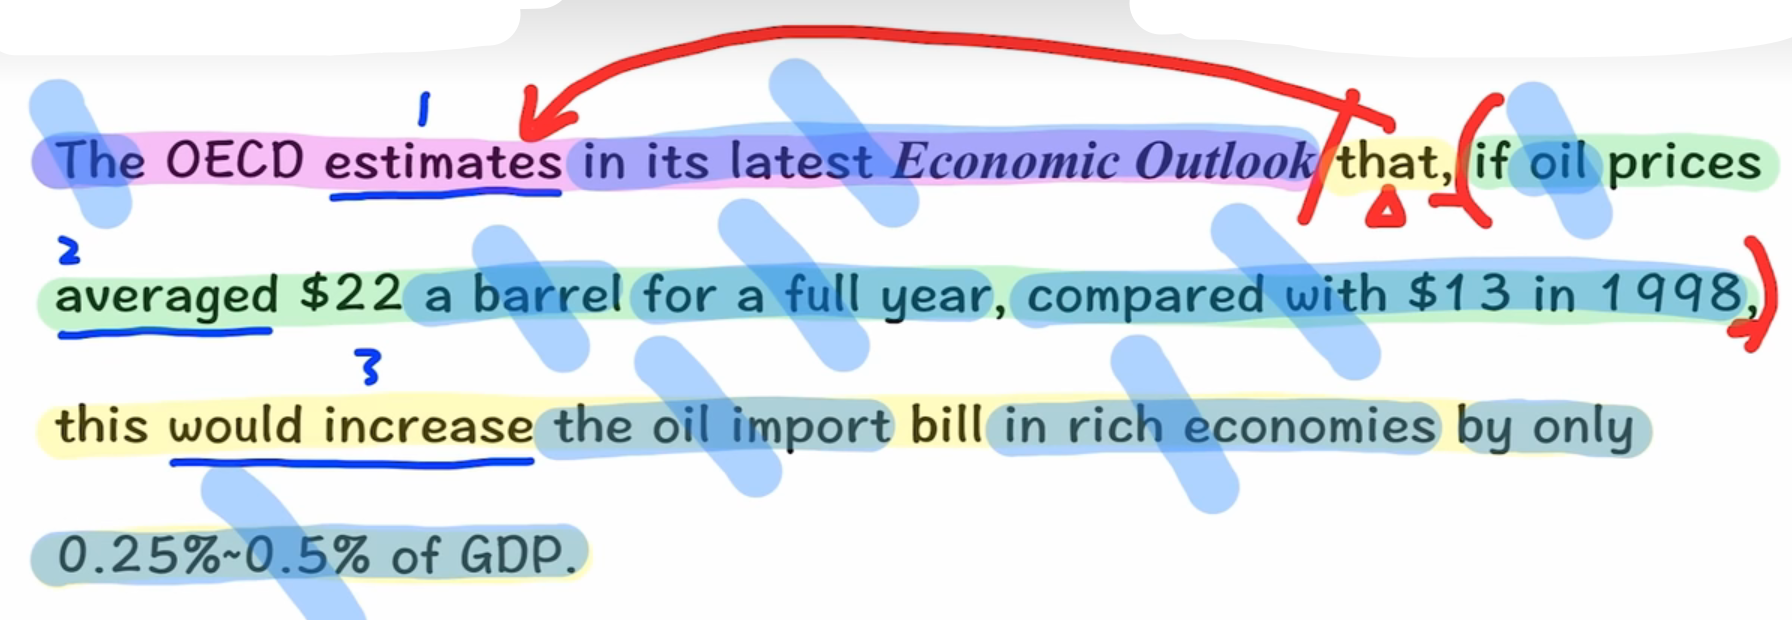 1
The OECD estimates in its latest Economic Outlook that, (if oil prices
2
averaged $22 a barrel for a full year, compared with $13 in 1998,)
3
this would increase the oil import bill in rich economies by only
0.25%~0.5% of GDP.